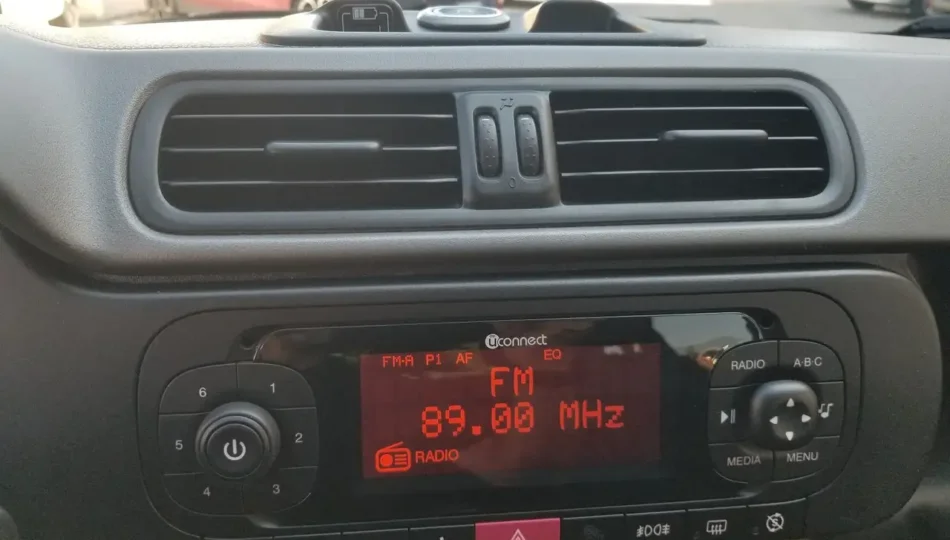 uconnect
FM-A P1 AF EQ
FM
89.00 MHz
RADIO
6 1
5 2
4 3
RADIO A·B·C
MEDIA MENU
0